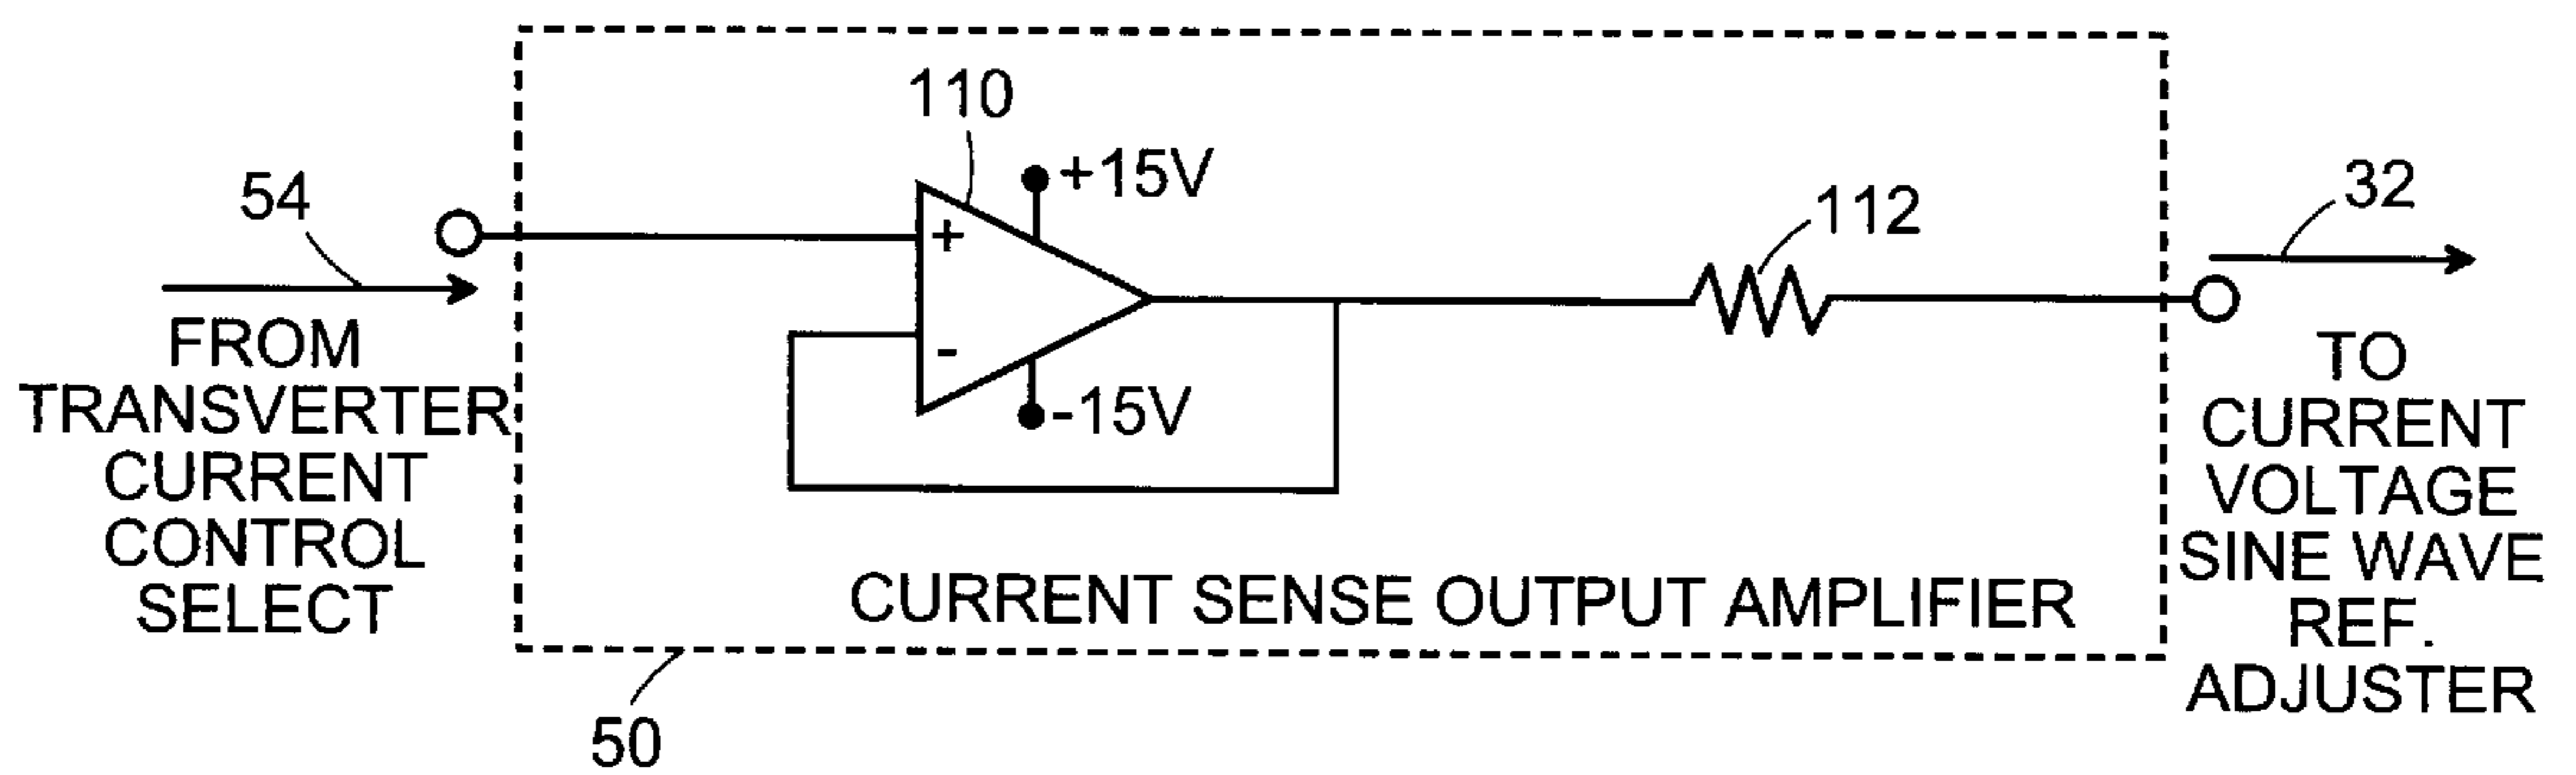 110
+15V
54
+
-
-15V
112
32
FROM
TRANSVERTER
CURRENT
CONTROL
SELECT
TO
CURRENT
VOLTAGE
SINE WAVE
REF.
ADJUSTER
CURRENT SENSE OUTPUT AMPLIFIER
50